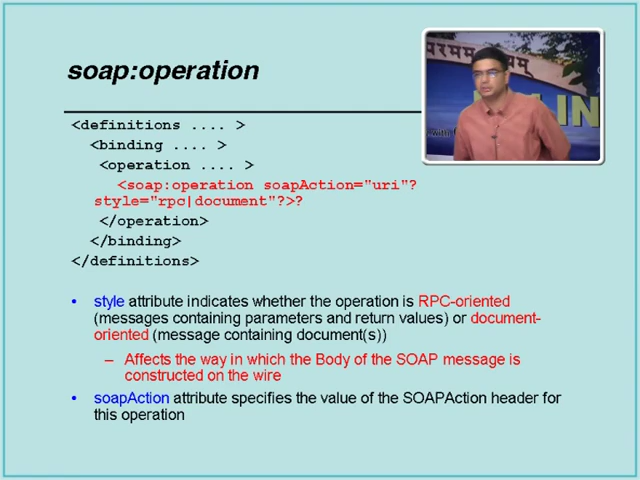 soap:operation
<definitions .... >
<binding .... >
<operation .... >
<soap:operation soapAction="uri"?
style="rpc|document"?>?
</operation>
</binding>
</definitions>
• style attribute indicates whether the operation is RPC-oriented
(messages containing parameters and return values) or document-
oriented (message containing document(s))
– Affects the way in which the Body of the SOAP message is
constructed on the wire
• soapAction attribute specifies the value of the SOAPAction header for
this operation